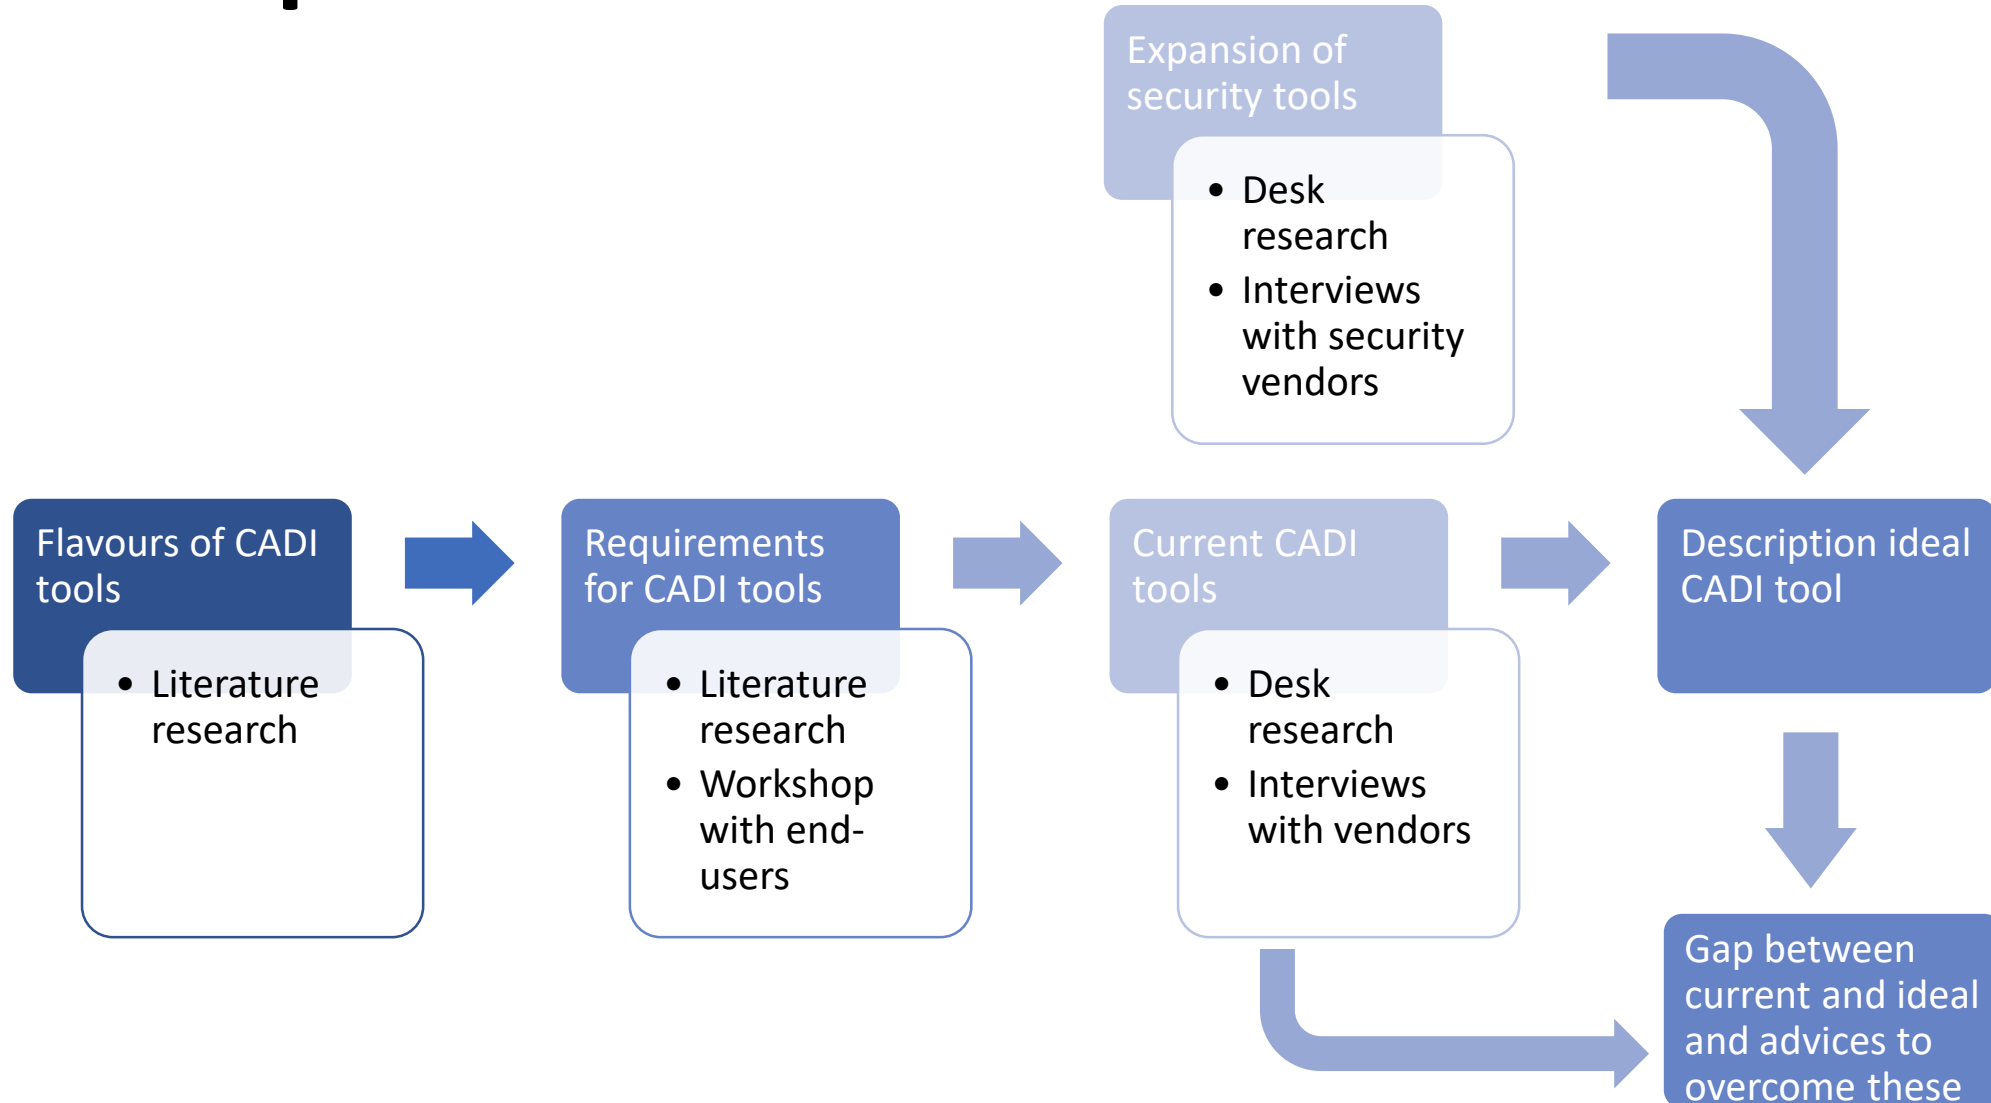 Expansion of
security tools
• Desk
research
• Interviews
with security
vendors
Flavours of CADI
tools
• Literature
research
Requirements
for CADI tools
• Literature
research
• Workshop
with end-
users
Current CADI
tools
• Desk
research
• Interviews
with vendors
Description ideal
CADI tool
Gap between
current and ideal
and advices to
overcome these